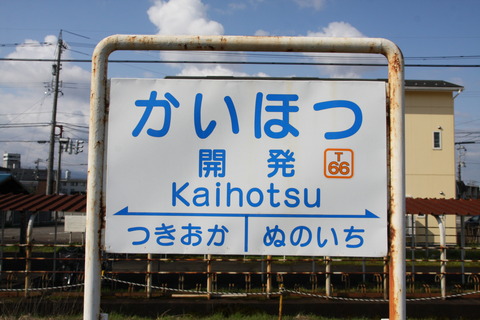 かいほつ
開発
T
66
Kaihotsu
つきおか ぬのいち